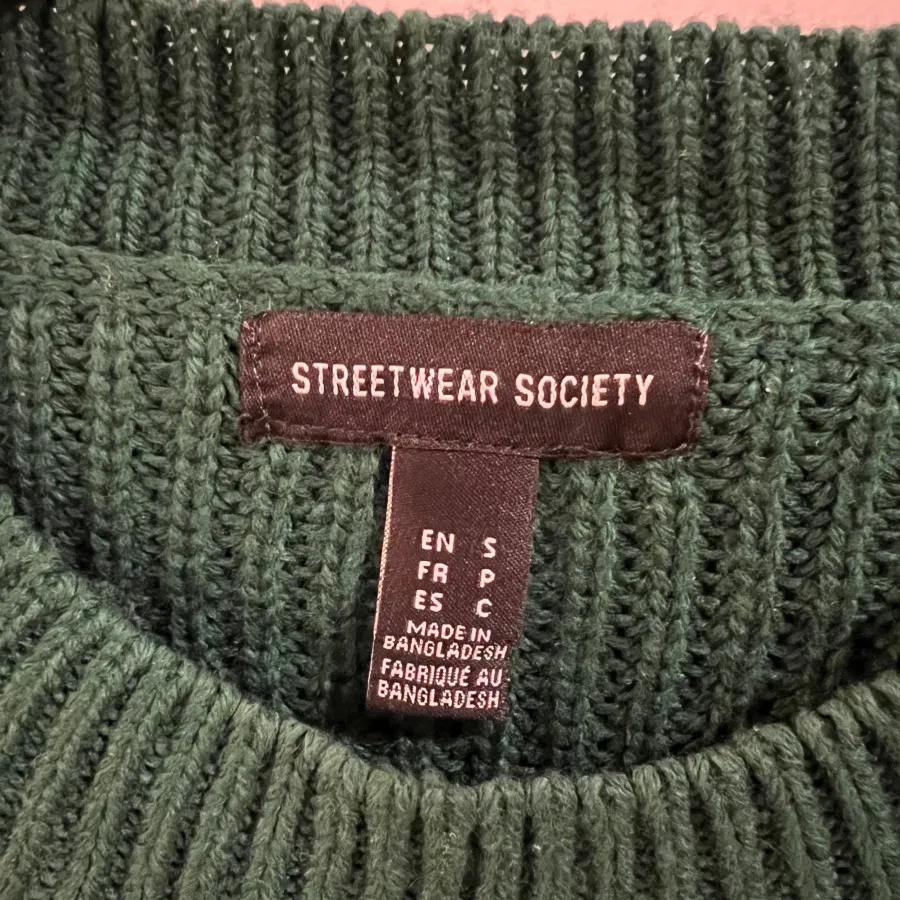 STREETWEAR SOCIETY
EN S
FR P
ES C
MADE IN
BANGLADESH
FABRIQUÉ AU
BANGLADESH